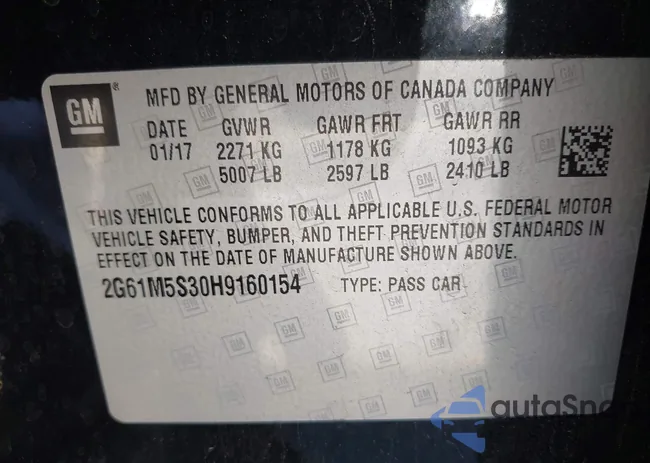 GM
MFD BY GENERAL MOTORS OF CANADA COMPANY
DATE GVWR GAWR FRT GAWR RR
01/17 2271 KG 1178 KG 1093 KG
5007 LB 2597 LB 2410 LB
THIS VEHICLE CONFORMS TO ALL APPLICABLE U.S. FEDERAL MOTOR
VEHICLE SAFETY, BUMPER, AND THEFT PREVENTION STANDARDS IN
EFFECT ON THE DATE OF MANUFACTURE SHOWN ABOVE.
2G61M5S30H9160154 TYPE: PASS CAR